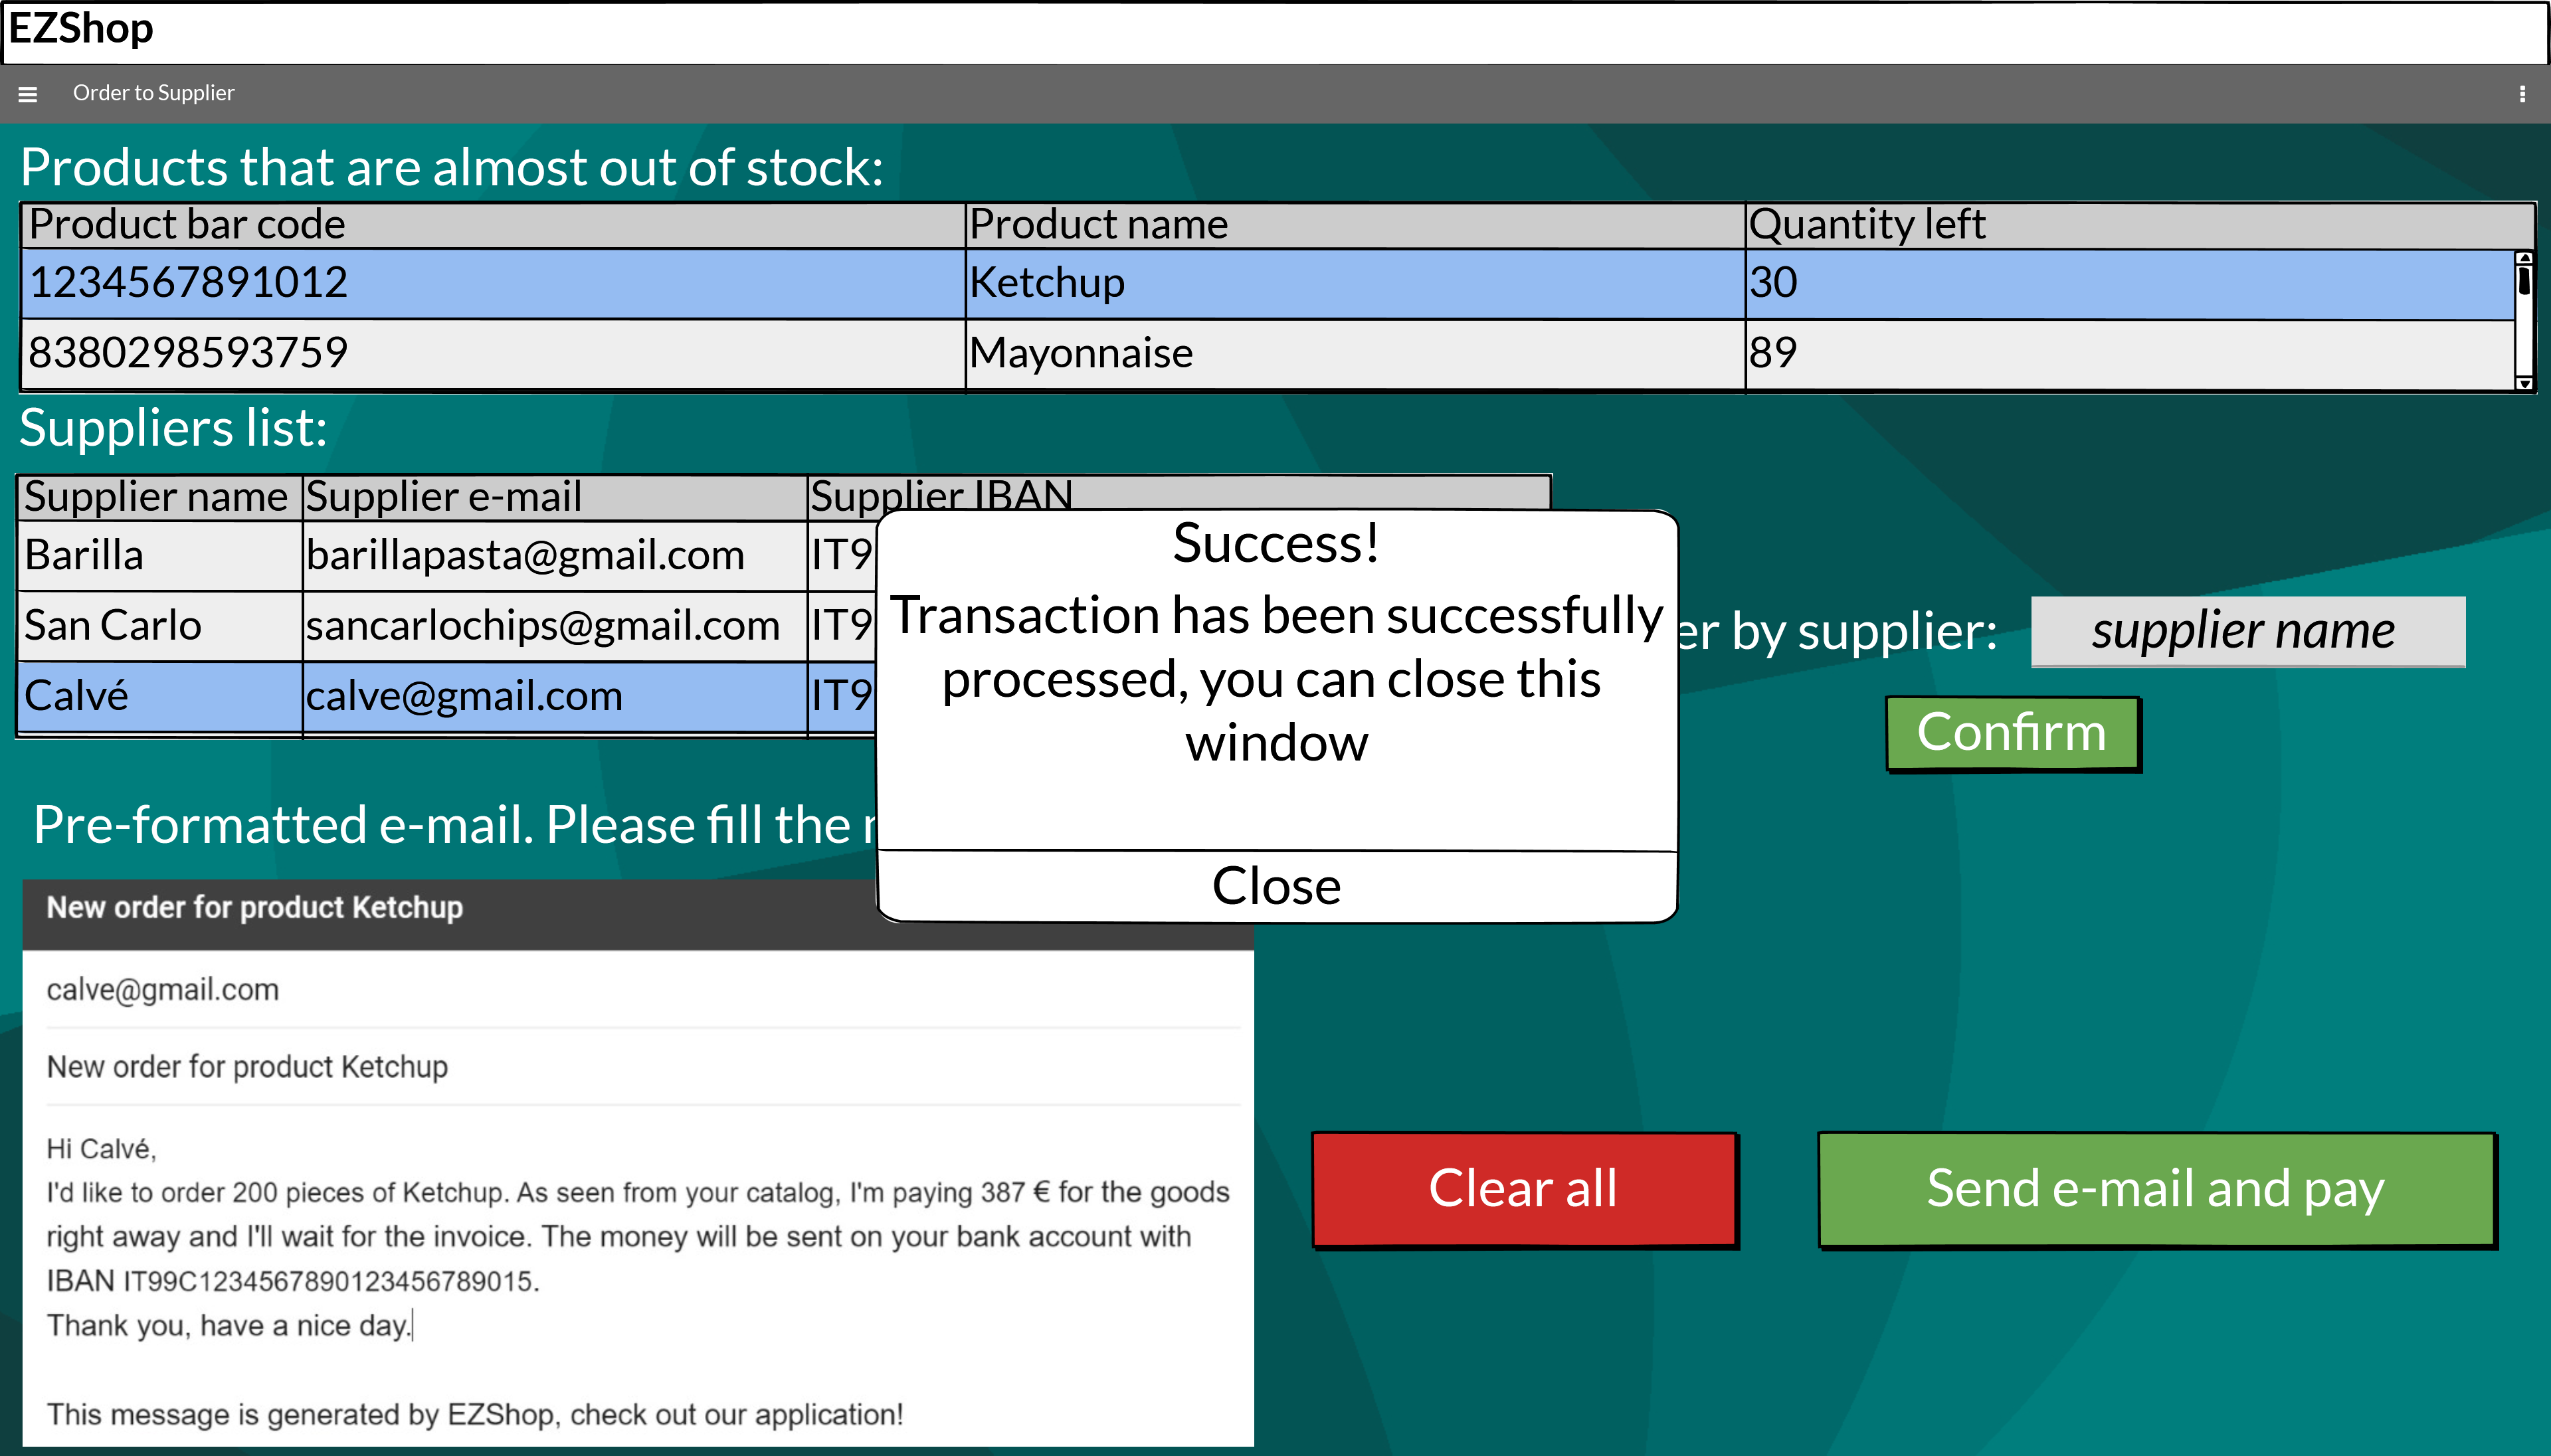 EZShop
Order to Supplier
Products that are almost out of stock:
Product bar code Product name Quantity left
1234567891012 Ketchup 30
8380298593759 Mayonnaise 89
Suppliers list:
Supplier name Supplier e-mail Supplier IBAN
Barilla barillapasta@gmail.com IT9
San Carlo sancarlochips@gmail.com IT9
Calvé calve@gmail.com IT9
Success!
Transaction has been successfully
processed, you can close this
window
Close
by supplier: supplier name
Confirm
Pre-formatted e-mail. Please fill the
New order for product Ketchup
calve@gmail.com
New order for product Ketchup
Hi Calvé,
I'd like to order 200 pieces of Ketchup. As seen from your catalog, I'm paying 387 € for the goods
right away and I'll wait for the invoice. The money will be sent on your bank account with
IBAN IT99C1234567890123456789015.
Thank you, have a nice day.
This message is generated by EZShop, check out our application!
Clear all
Send e-mail and pay